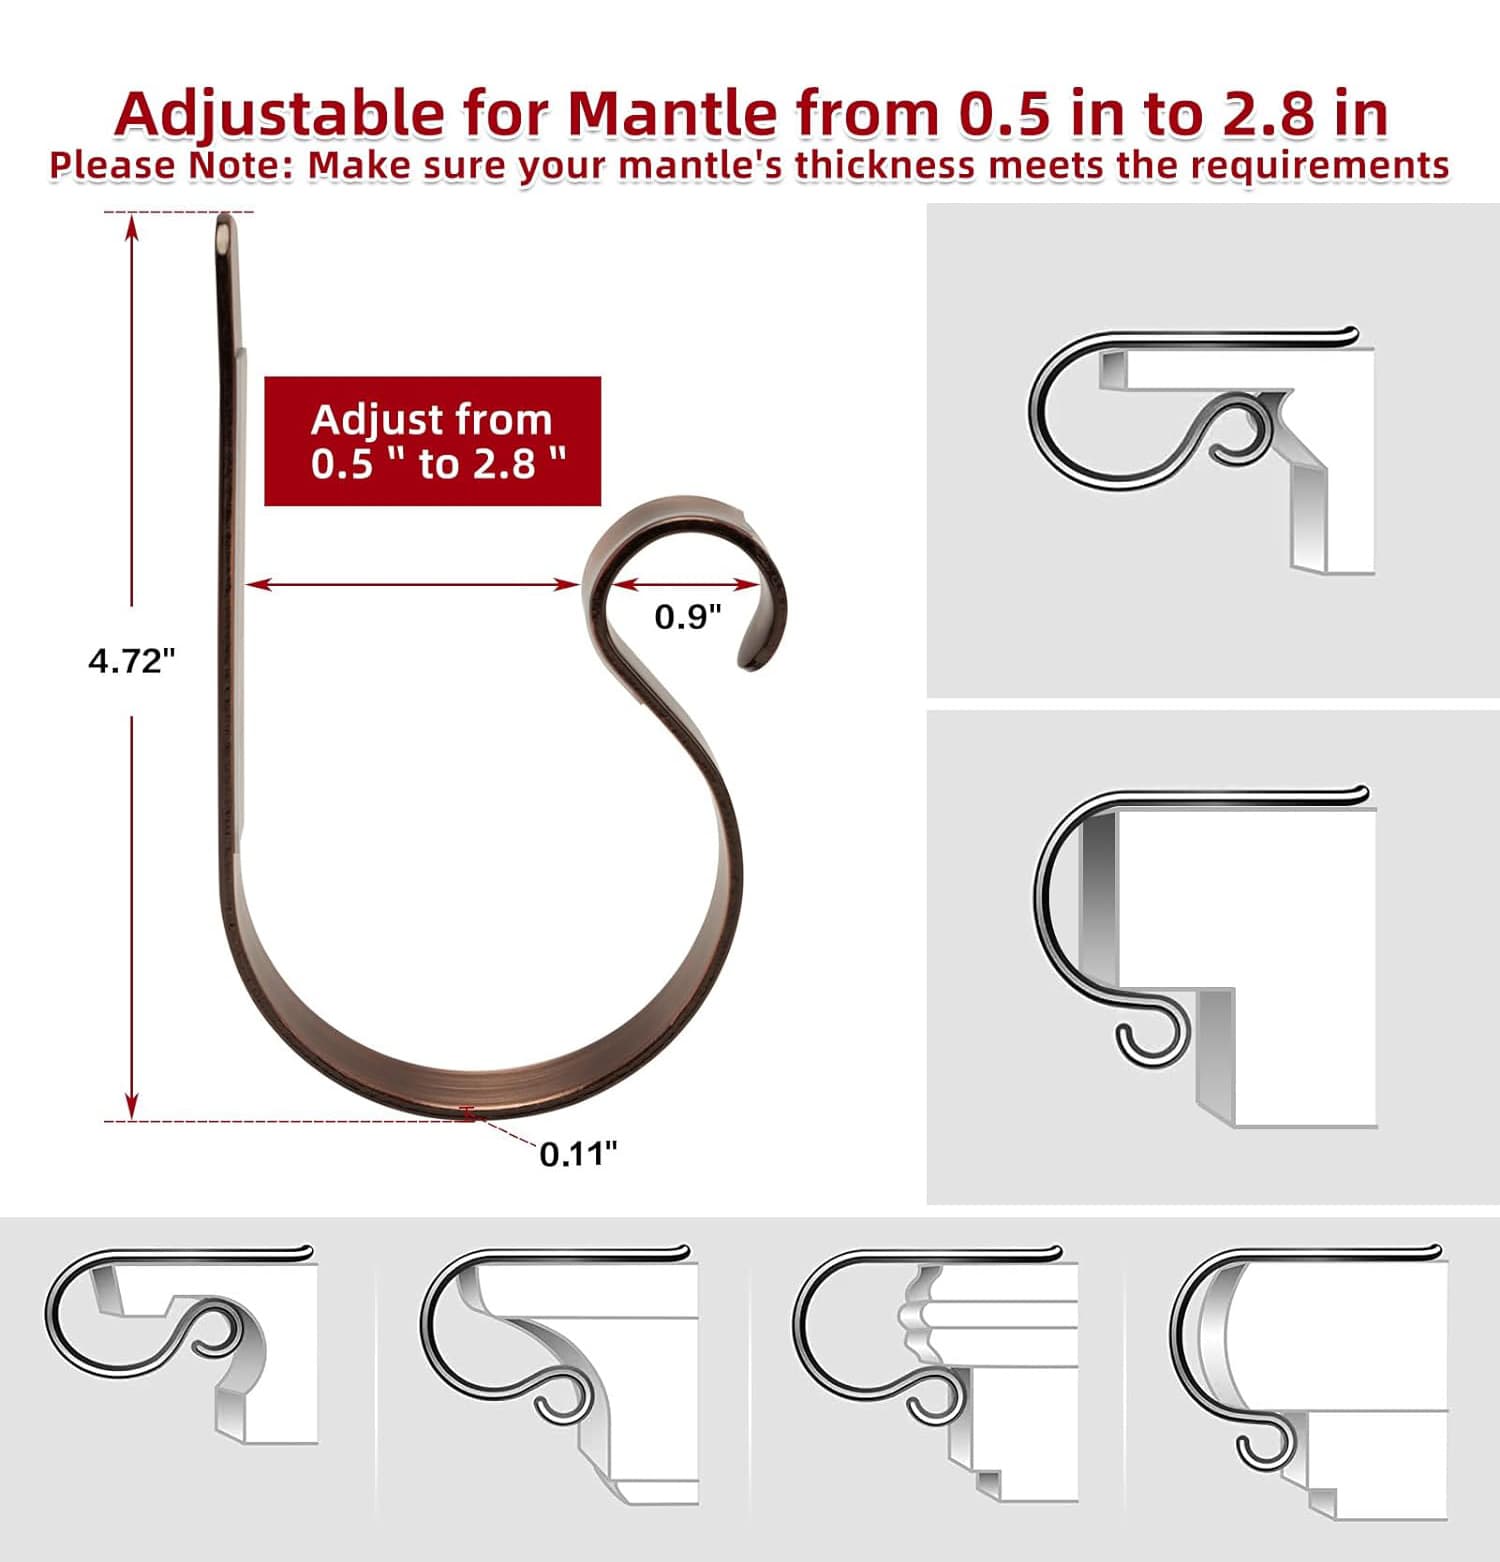 Adjustable for Mantle from 0.5 in to 2.8 in
Please Note: Make sure your mantle's thickness meets the requirements
Adjust from
0.5 " to 2.8 "
0.9"
4.72"
0.11"